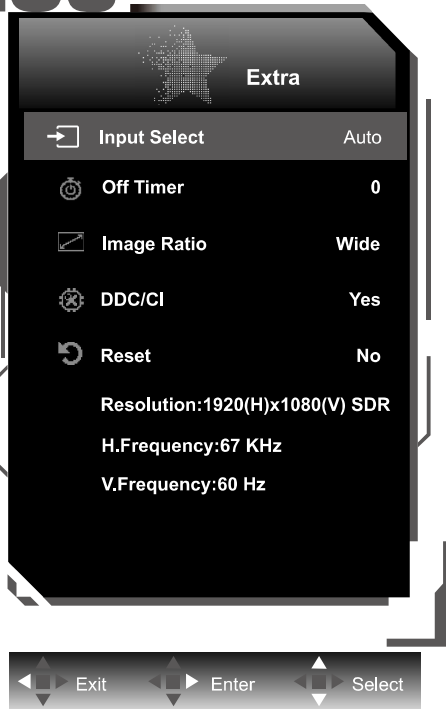 Extra
Input Select Auto
Off Timer 0
Image Ratio Wide
DDC/CI Yes
Reset No
Resolution:1920(H)x1080(V) SDR
H.Frequency:67 KHz
V.Frequency:60 Hz
Exit Enter Select